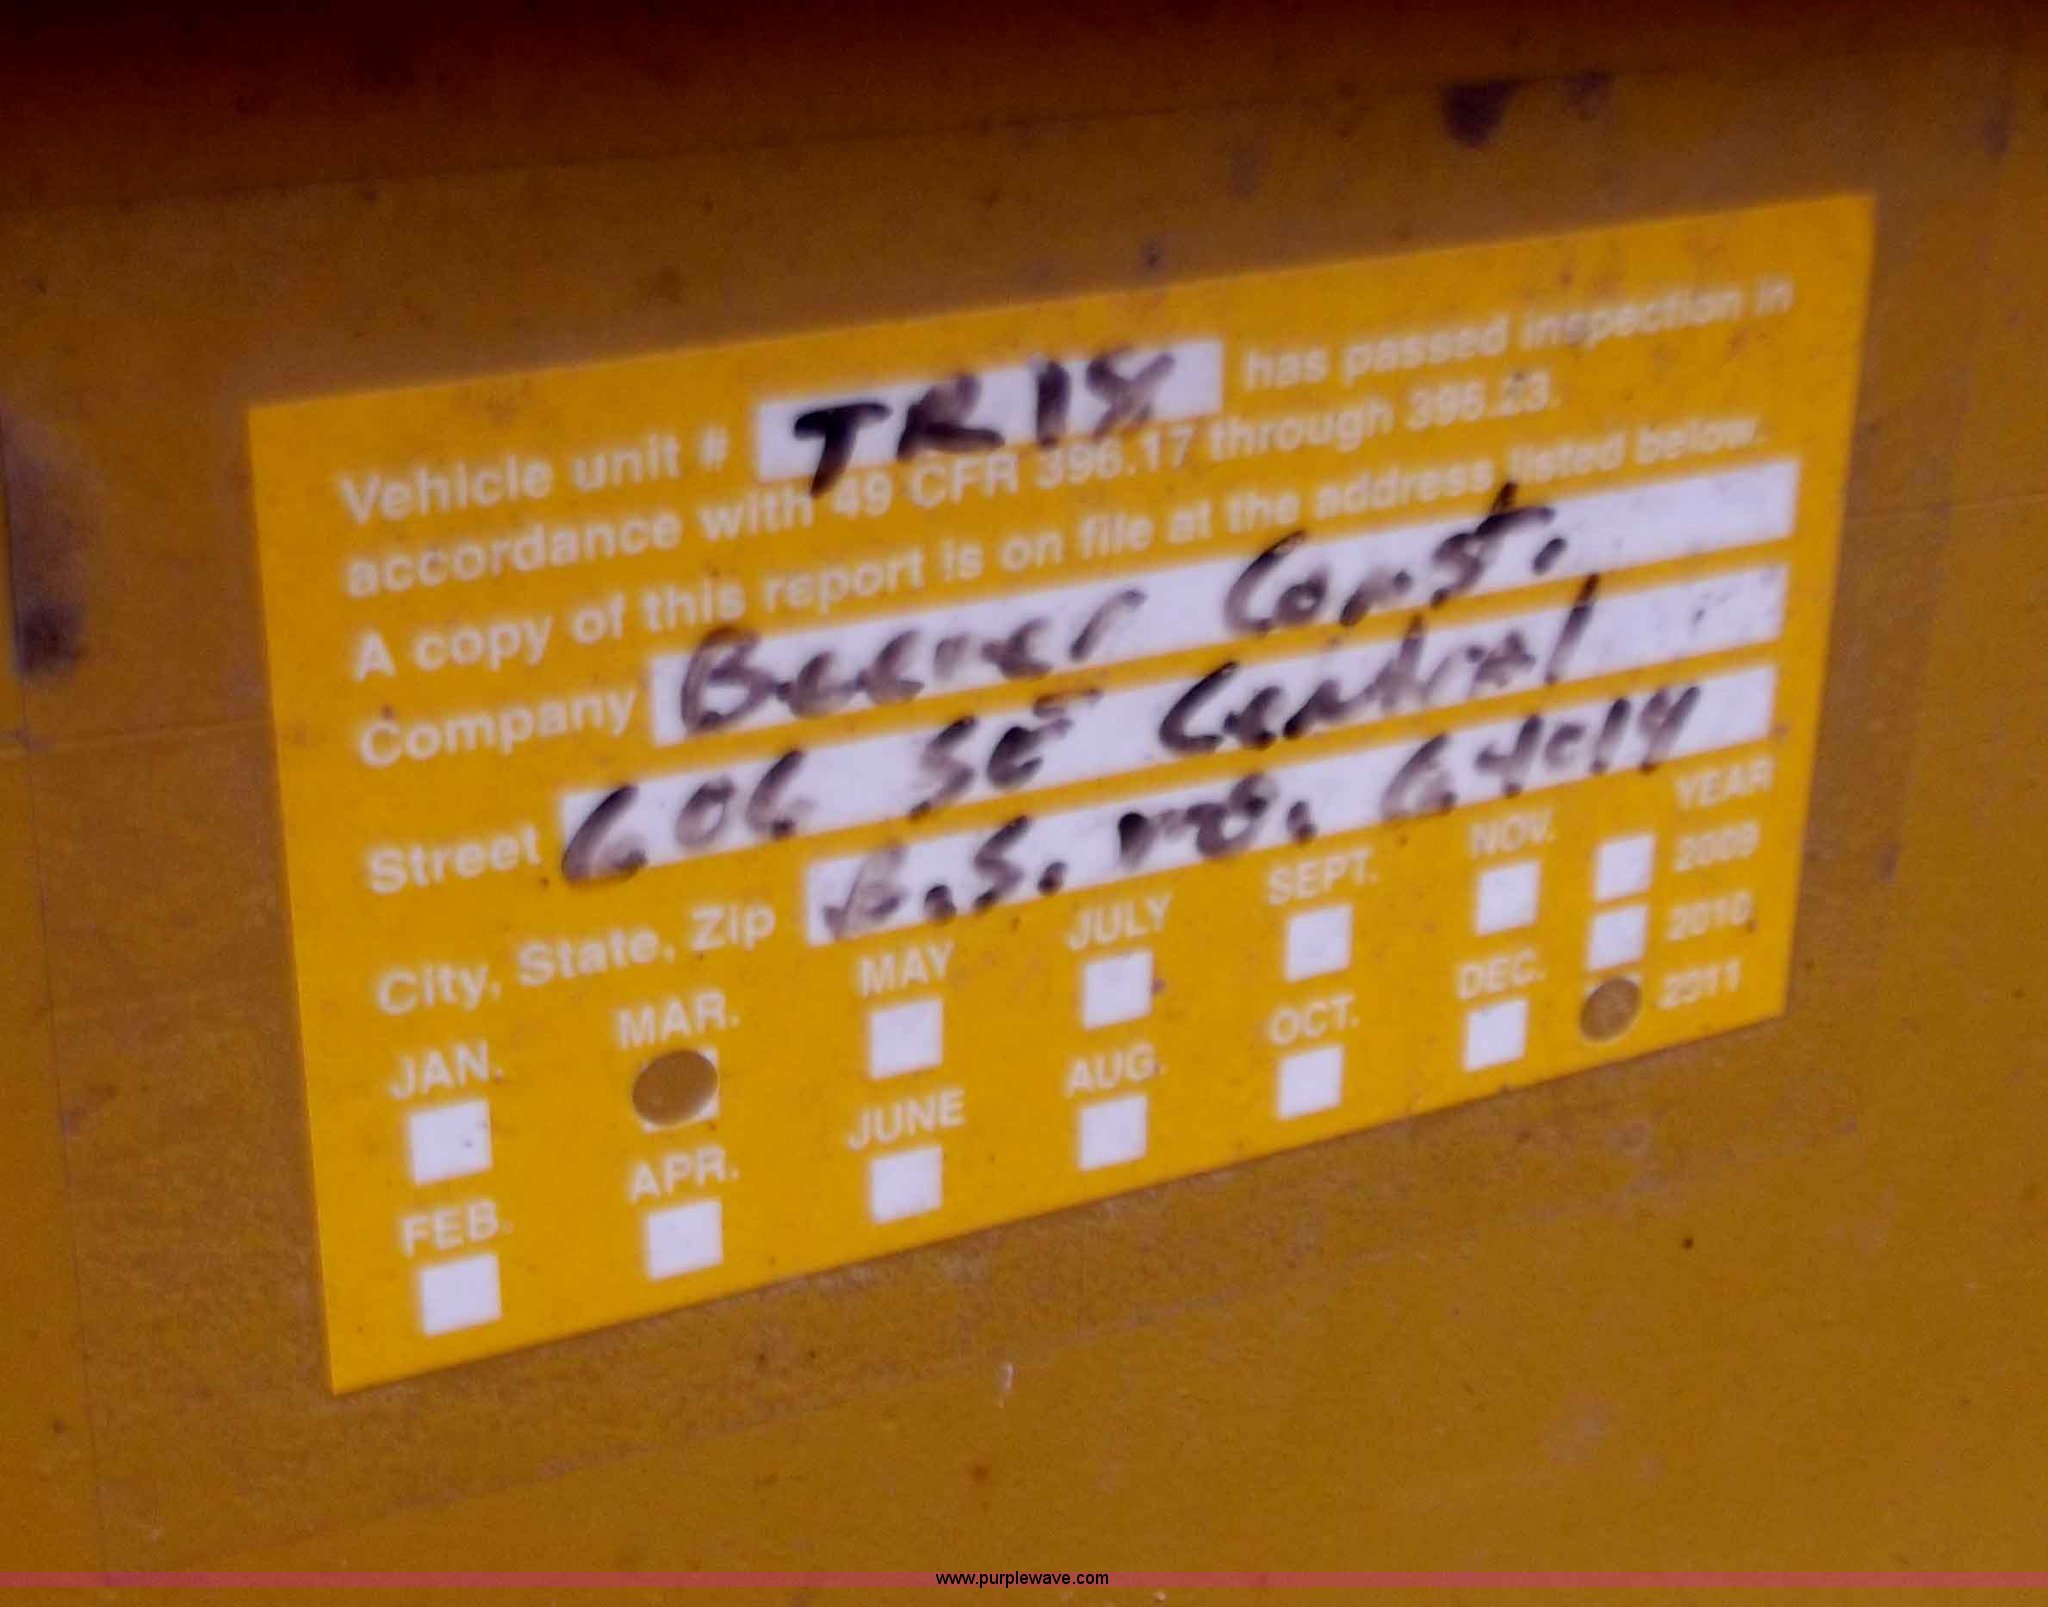 Vehicle unit # TR18 has passed inspection in
accordance with 49 CFR 396.17 through 396.23.
A copy of this report is on file at the address listed below.
Company Beemer Const.
Street 606 SE Central
City, State, Zip B.S. mo. 64014
JAN. MAR. MAY JULY SEPT. NOV. YEAR
2009
2010
FEB. APR. JUNE AUG. OCT. DEC. 2011
www.purplewave.com